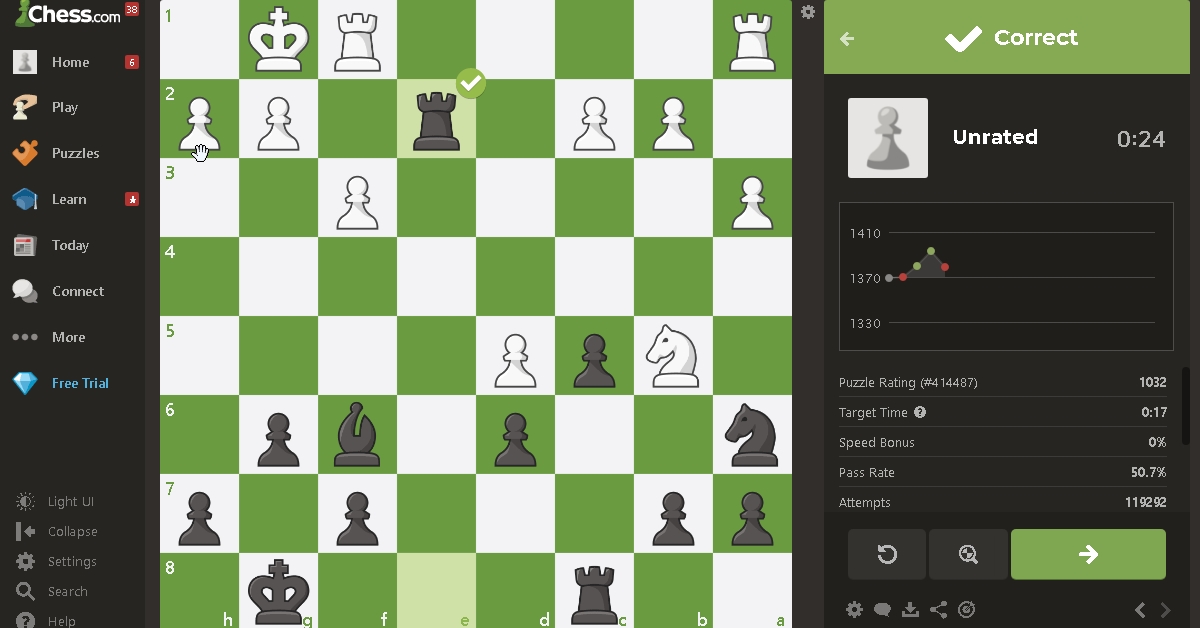 Chess.com 38
Home 6
Play
Puzzles
Learn
Today
Connect
More
Free Trial
Light UI
Collapse
Settings
Search
Help
1
2
3
4
5
6
7
8
h g f e d c b a
Correct
Unrated 0:24
1410
1370
1330
Puzzle Rating (#414487) 1032
Target Time ? 0:17
Speed Bonus 0%
Pass Rate 50.7%
Attempts 119292